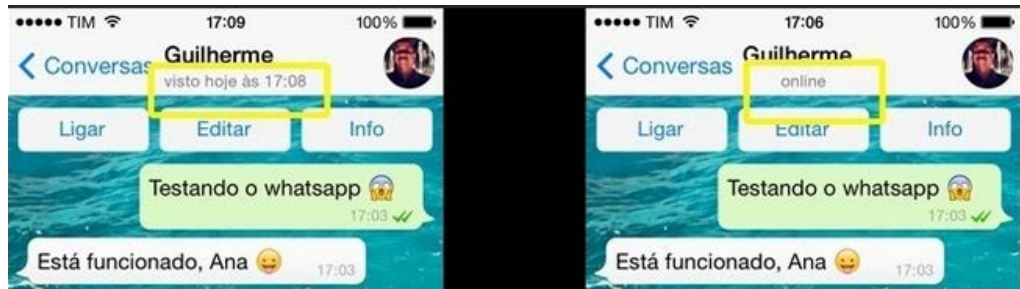 TIM 17:09 100%
Conversas Guilherme
visto hoje às 17:08
Ligar Editar Info
Testando o whatsapp 😱
17:03
Está funcionado, Ana 😛 17:03
TIM 17:06 100%
Conversas Guilherme
online
Ligar Editar Info
Testando o whatsapp 😱
17:03
Está funcionado, Ana 😛 17:03